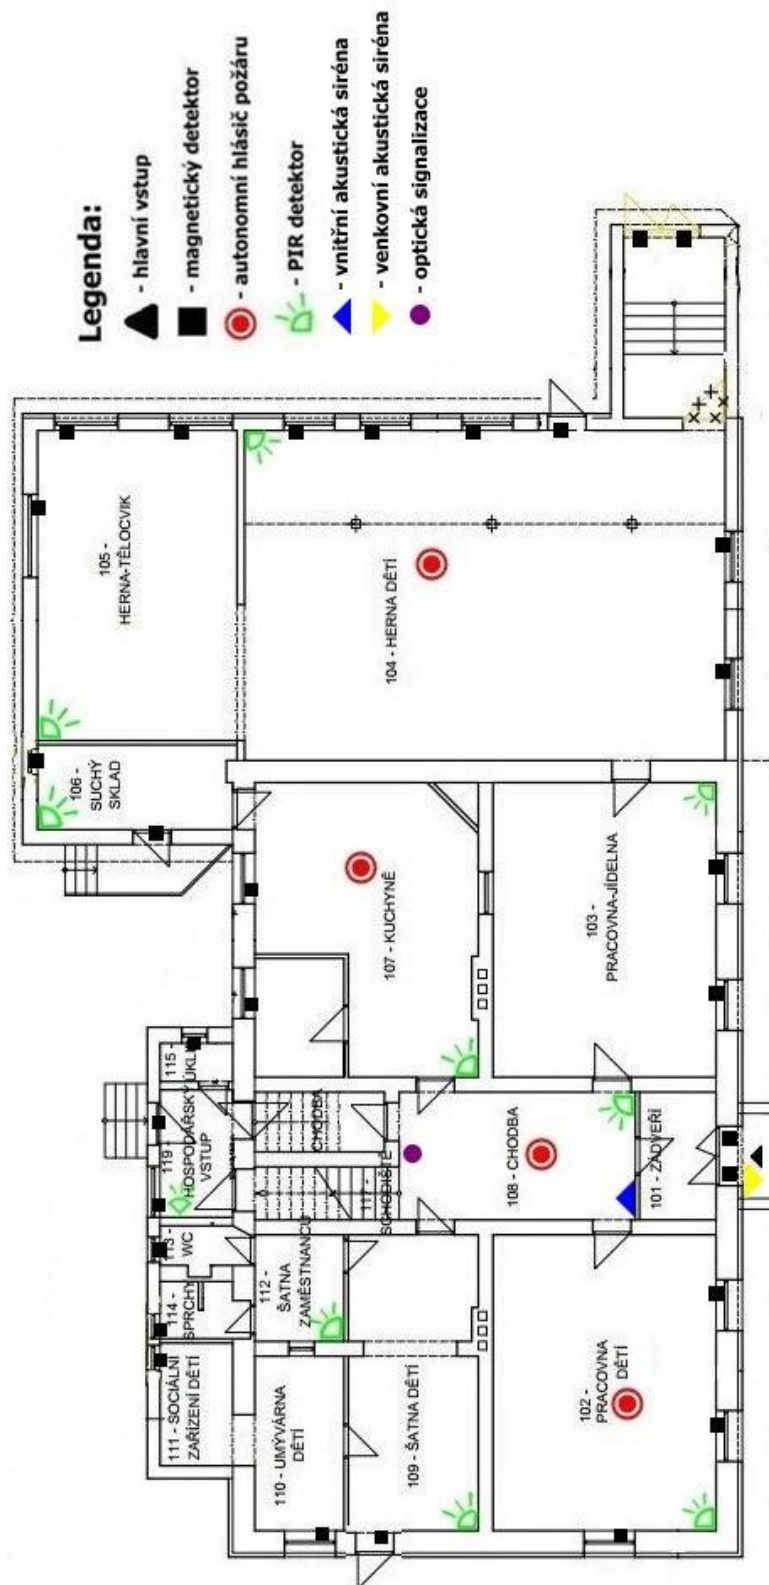 Legenda:
- hlavní vstup
- magnetický detektor
- autonomní hlásič požáru
- PIR detektor
- vnitřní akustická siréna
- venkovní akustická siréna
- optická signalizace
105 -
HERNA-TĚLOCVIK
106 -
SUCHÝ
SKLAD
104 - HERNA DĚTÍ
107 - KUCHYNĚ
103 -
PRACOVNA-JÍDELNA
115 -
ÚKLI
119
HOSPODÁŘSKÝ
VSTUP
CHODBA
SCHODIŠTĚ
108 - CHODBA
101 - ZÁDVEŘÍ
113 -
WC
114 -
SPRCHY
112 -
ŠATNA
ZAMĚSTNANCŮ
111 - SOCIÁLNÍ
ZAŘÍZENÍ DĚTÍ
110 - UMÝVÁRNA
DĚTÍ
109 - ŠATNA DĚTÍ
102 -
PRACOVNA
DĚTÍ